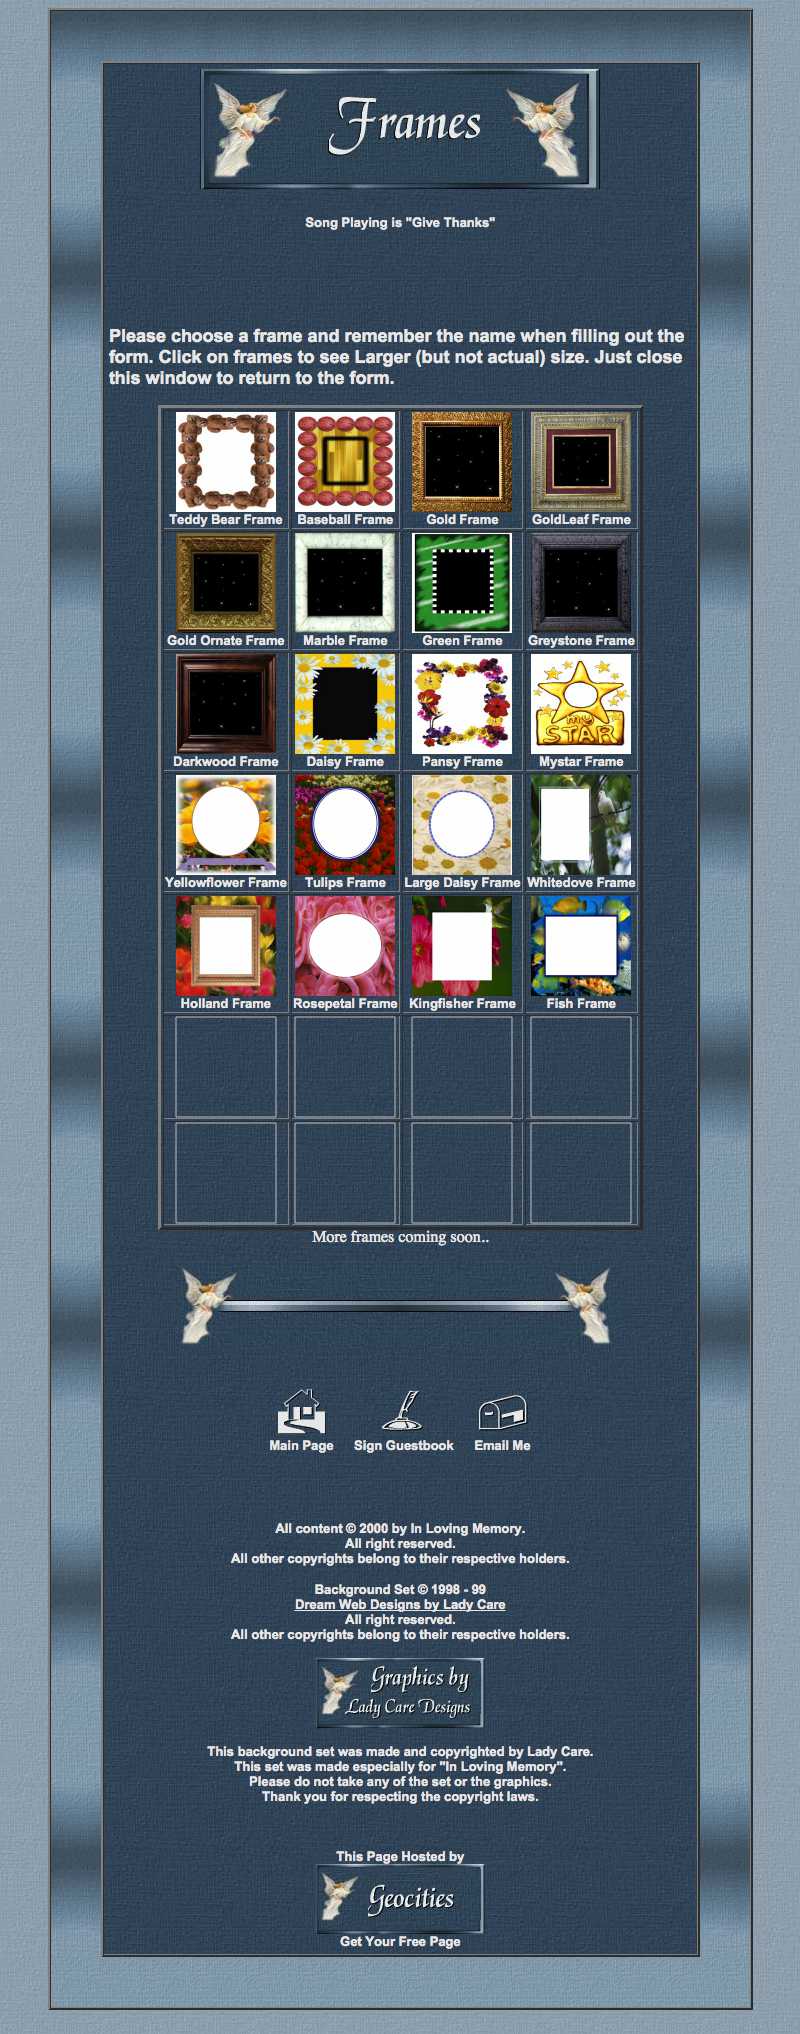 Frames
Song Playing is "Give Thanks"
Please choose a frame and remember the name when filling out the
form. Click on frames to see Larger (but not actual) size. Just close
this window to return to the form.
Teddy Bear Frame
Baseball Frame
Gold Frame
GoldLeaf Frame
Gold Ornate Frame
Marble Frame
Green Frame
Greystone Frame
my
STAR
Darkwood Frame
Daisy Frame
Pansy Frame
Mystar Frame
Yellowflower Frame
Tulips Frame
Large Daisy Frame
Whitedove Frame
Holland Frame
Rosepetal Frame
Kingfisher Frame
Fish Frame
More frames coming soon..
Main Page
Sign Guestbook
Email Me
All content © 2000 by In Loving Memory.
All right reserved.
All other copyrights belong to their respective holders.
Background Set © 1998 - 99
Dream Web Designs by Lady Care
All right reserved.
All other copyrights belong to their respective holders.
Graphics by
Lady Care Designs
This background set was made and copyrighted by Lady Care.
This set was made especially for "In Loving Memory".
Please do not take any of the set or the graphics.
Thank you for respecting the copyright laws.
This Page Hosted by
Geocities
Get Your Free Page